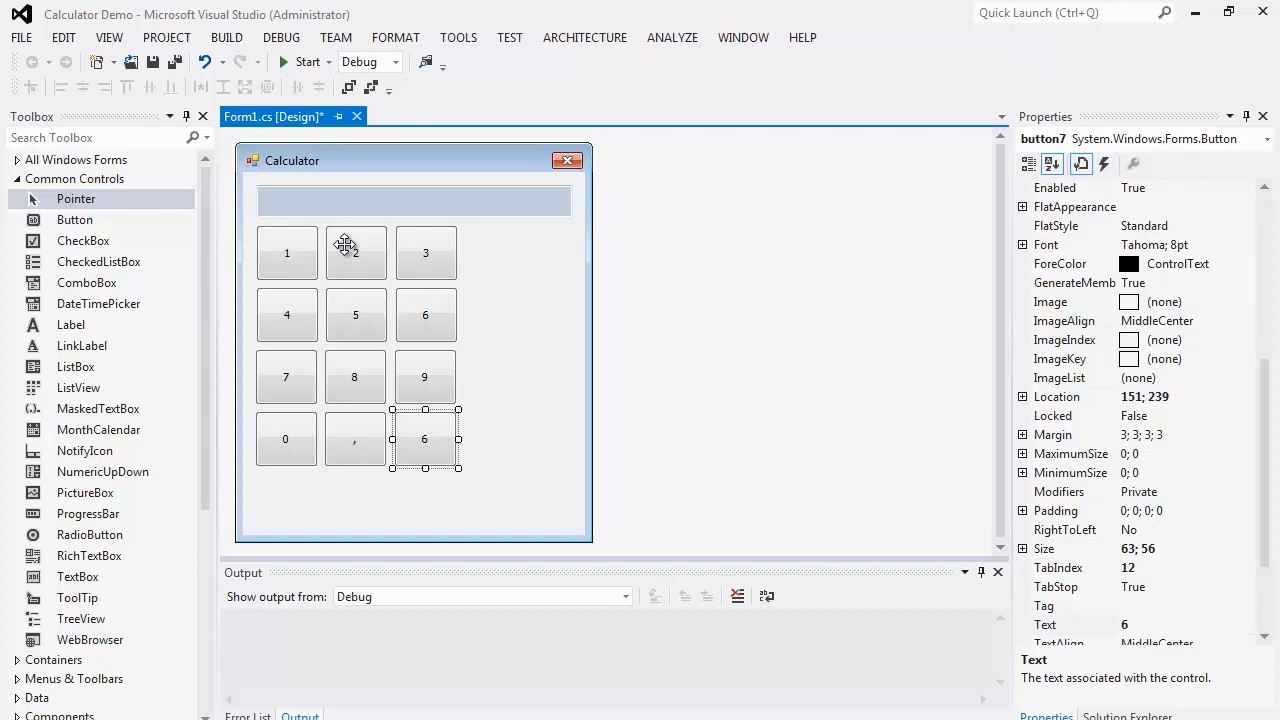 Calculator Demo - Microsoft Visual Studio (Administrator)
Quick Launch (Ctrl+Q)
FILE EDIT VIEW PROJECT BUILD DEBUG TEAM FORMAT TOOLS TEST ARCHITECTURE ANALYZE WINDOW HELP
Start Debug
Toolbox
Search Toolbox
All Windows Forms
Common Controls
Pointer
Button
CheckBox
CheckedListBox
ComboBox
DateTimePicker
Label
LinkLabel
ListBox
ListView
MaskedTextBox
MonthCalendar
NotifyIcon
NumericUpDown
PictureBox
ProgressBar
RadioButton
RichTextBox
TextBox
ToolTip
TreeView
WebBrowser
Containers
Menus & Toolbars
Data
Components
Form1.cs [Design]*
Calculator
1 2 3
4 5 6
7 8 9
0 , 6
Output
Show output from: Debug
Error List Output
Properties
button7 System.Windows.Forms.Button
Enabled True
FlatAppearance
FlatStyle Standard
Font Tahoma; 8pt
ForeColor ControlText
GenerateMemb True
Image (none)
ImageAlign MiddleCenter
ImageIndex (none)
ImageKey (none)
ImageList (none)
Location 151; 239
Locked False
Margin 3; 3; 3; 3
MaximumSize 0; 0
MinimumSize 0; 0
Modifiers Private
Padding 0; 0; 0; 0
RightToLeft No
Size 63; 56
TabIndex 12
TabStop True
Tag
Text 6
TextAlign MiddleCenter
Text
The text associated with the control.
Properties Solution Explorer